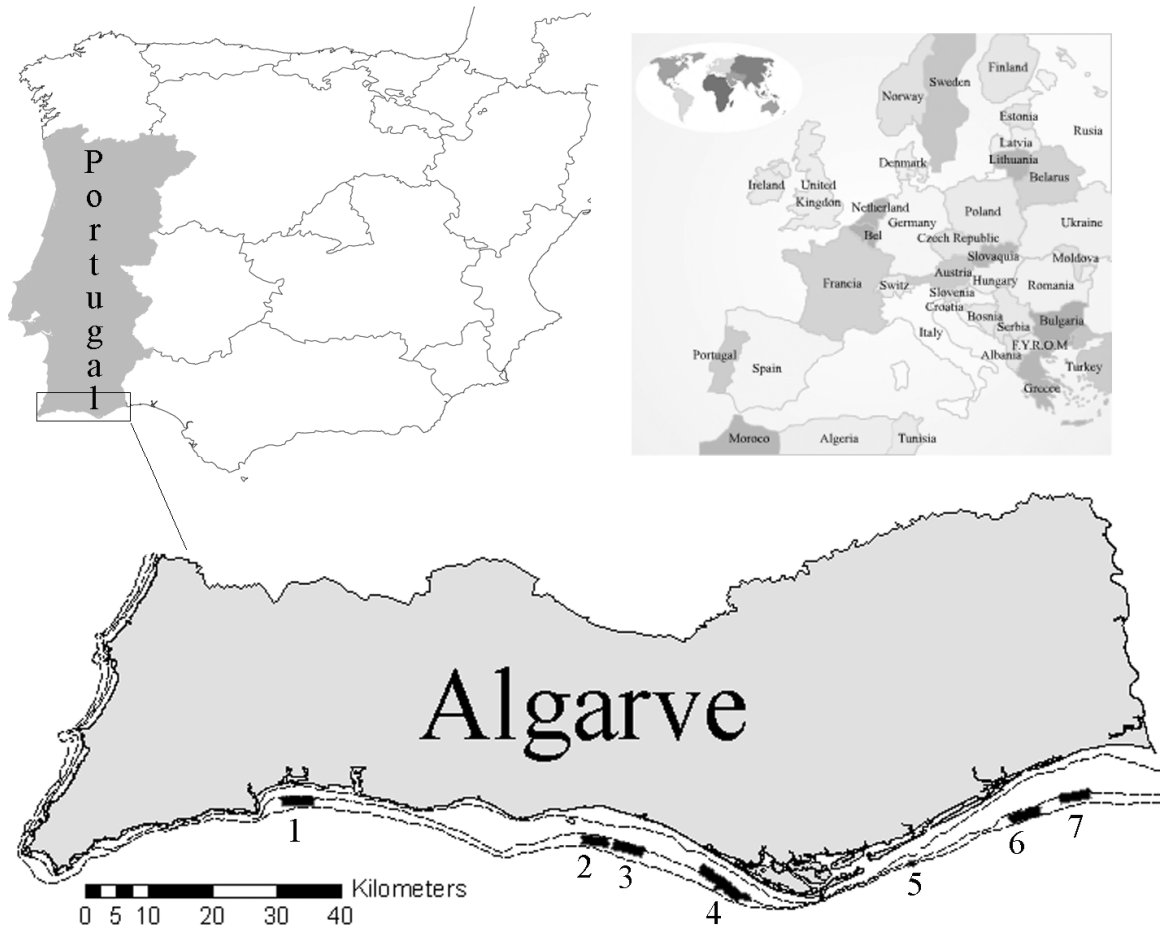 Portugal
Finland
Sweden
Norway
Estonia
Rusia
Latvia
Lithuania
Denmark
Belarus
Ireland
United
Kingdon
Netherland
Poland
Germany
Ukraine
Bel
Czech Republic
Slovaquia
Moldova
Austria
Francia
Switz
Hungary
Romania
Slovenia
Croatia
Bosnia
Bulgaria
Serbia
Italy
F.Y.R.O.M
Portugal
Albania
Spain
Turkey
Greece
Moroco
Algeria
Tunisia
Algarve
1
2
3
4
5
6
7
Kilometers
0 5 10 20 30 40